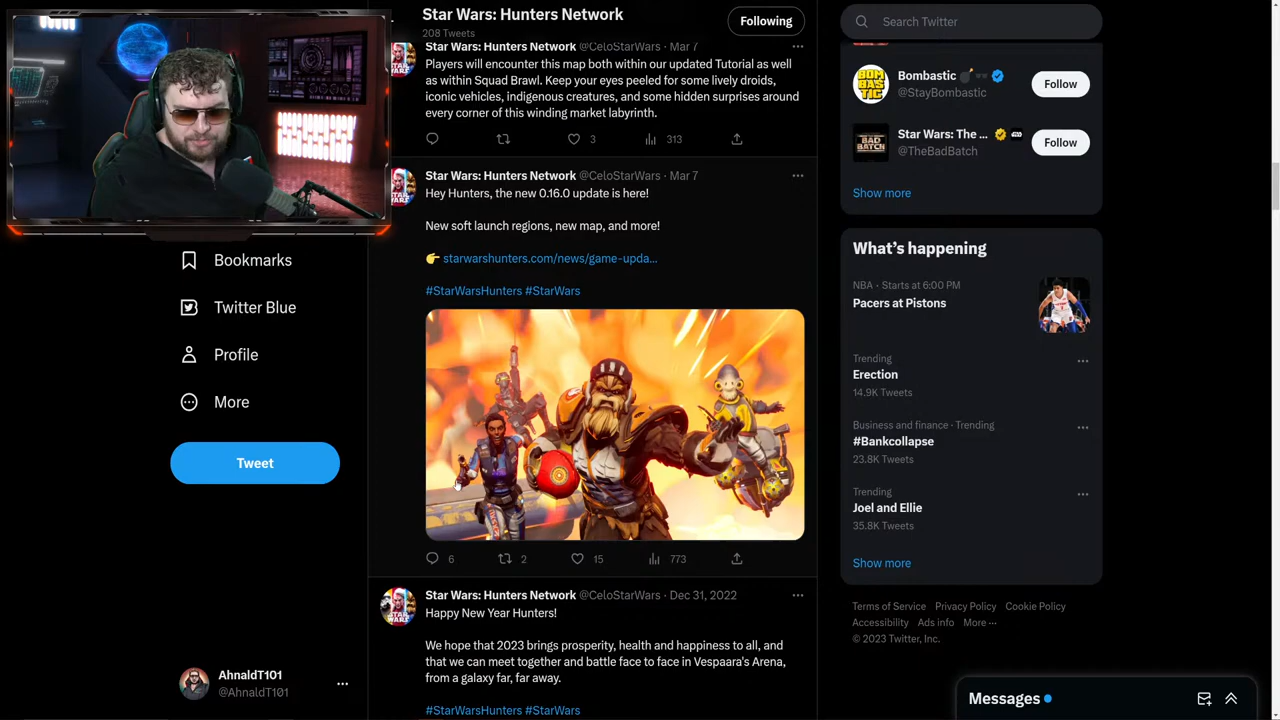 Star Wars: Hunters Network
208 Tweets
Following
Star Wars: Hunters Network @CeloStarWars · Mar 7
Players will encounter this map both within our updated Tutorial as well
as within Squad Brawl. Keep your eyes peeled for some lively droids,
iconic vehicles, indigenous creatures, and some hidden surprises around
every corner of this winding market labyrinth.
3
313
Star Wars: Hunters Network @CeloStarWars · Mar 7
Hey Hunters, the new 0.16.0 update is here!
New soft launch regions, new map, and more!
👉 starwarshunters.com/news/game-upda...
#StarWarsHunters #StarWars
6
2
15
773
Star Wars: Hunters Network @CeloStarWars · Dec 31, 2022
Happy New Year Hunters!
We hope that 2023 brings prosperity, health and happiness to all, and
that we can meet together and battle face to face in Vespaara's Arena,
from a galaxy far, far away.
#StarWarsHunters #StarWars
Bookmarks
Twitter Blue
Profile
More
Tweet
AhnaldT101
@AhnaldT101
Search Twitter
BOM
BAS
TIC
Bombastic
@StayBombastic
Follow
BAD BATCH
Star Wars: The ...
@TheBadBatch
Follow
Show more
What's happening
NBA · Starts at 6:00 PM
Pacers at Pistons
Trending
Erection
14.9K Tweets
Business and finance · Trending
#Bankcollapse
23.8K Tweets
Trending
Joel and Ellie
35.8K Tweets
Show more
Terms of Service Privacy Policy Cookie Policy
Accessibility Ads info More ...
© 2023 Twitter, Inc.
Messages